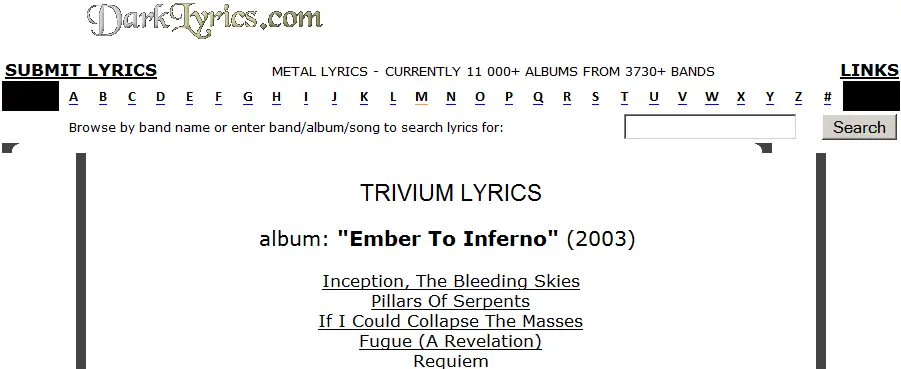 DarkLyrics.com
SUBMIT LYRICS METAL LYRICS - CURRENTLY 11 000+ ALBUMS FROM 3730+ BANDS LINKS
A B C D E F G H I J K L M N O P Q R S T U V W X Y Z #
Browse by band name or enter band/album/song to search lyrics for: Search
TRIVIUM LYRICS
album: "Ember To Inferno" (2003)
Inception, The Bleeding Skies
Pillars Of Serpents
If I Could Collapse The Masses
Fugue (A Revelation)
Requiem